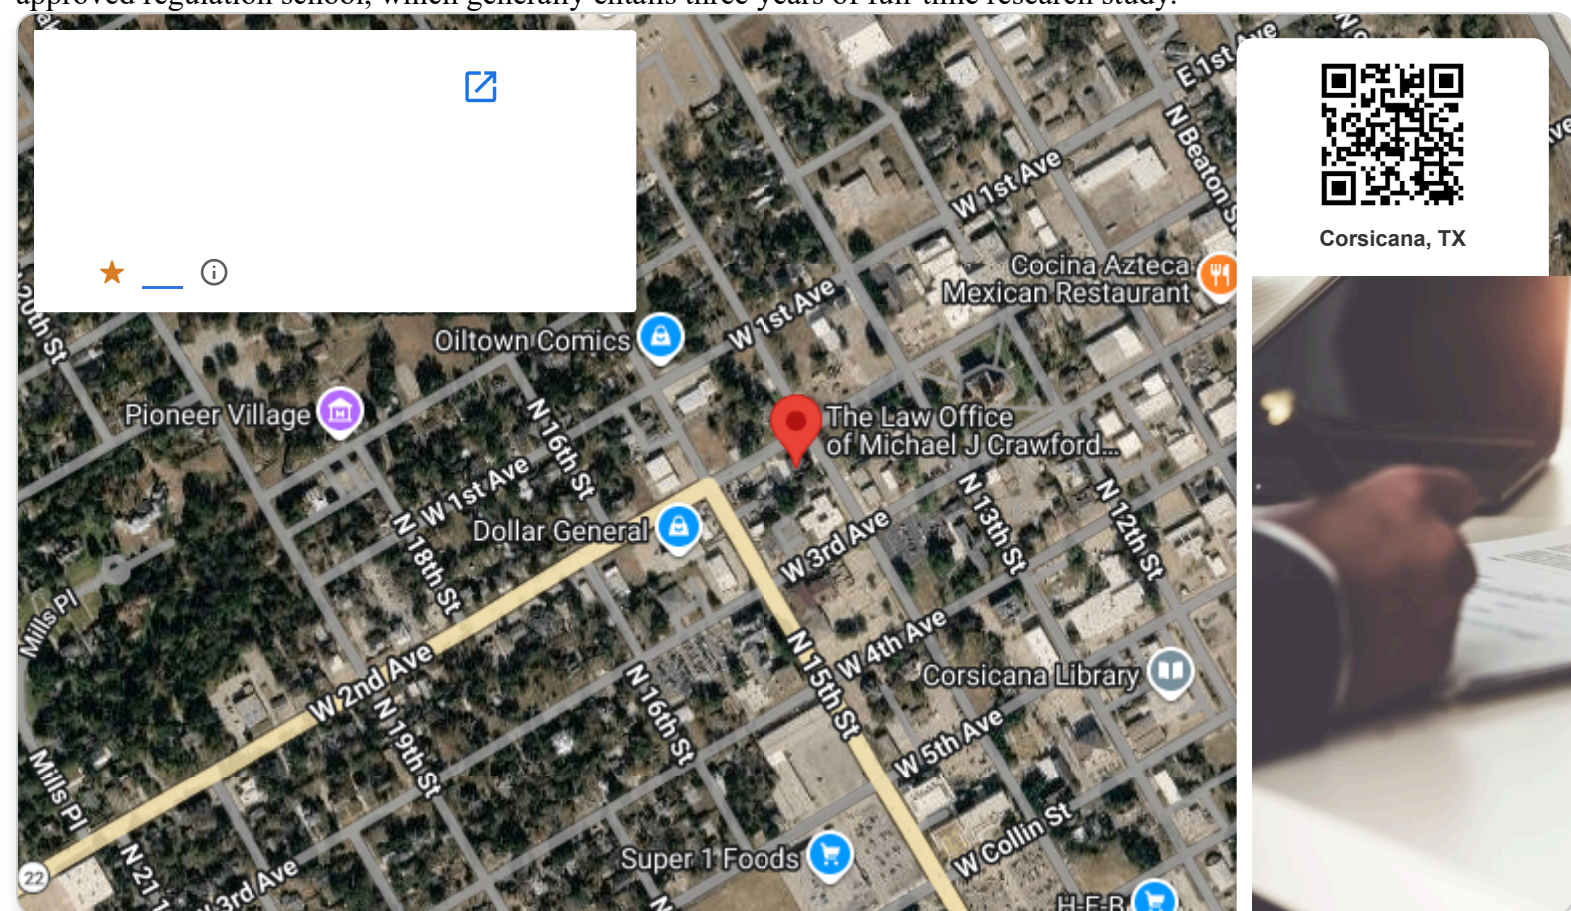 approved regulation school, which generally entails three years of full-time research study.
E 1st Ave
N Beaton S
W 1st Ave
Corsicana, TX
Cocina Azteca
Mexican Restaurant
20th St
W 1st Ave
Oiltown Comics
Pioneer Village
N 16th St
The Law Office
of Michael J Crawford...
W 1st Ave
N 13th St
N 12th St
Dollar General
N 18th St
W 3rd Ave
Mills Pl
W 4th Ave
N 15th St
Corsicana Library
W 2nd Ave
N 16th St
N 19th St
W 5th Ave
Mills Pl
W Collin St
Super 1 Foods
22
N 21
3rd Ave
H-E-B
N